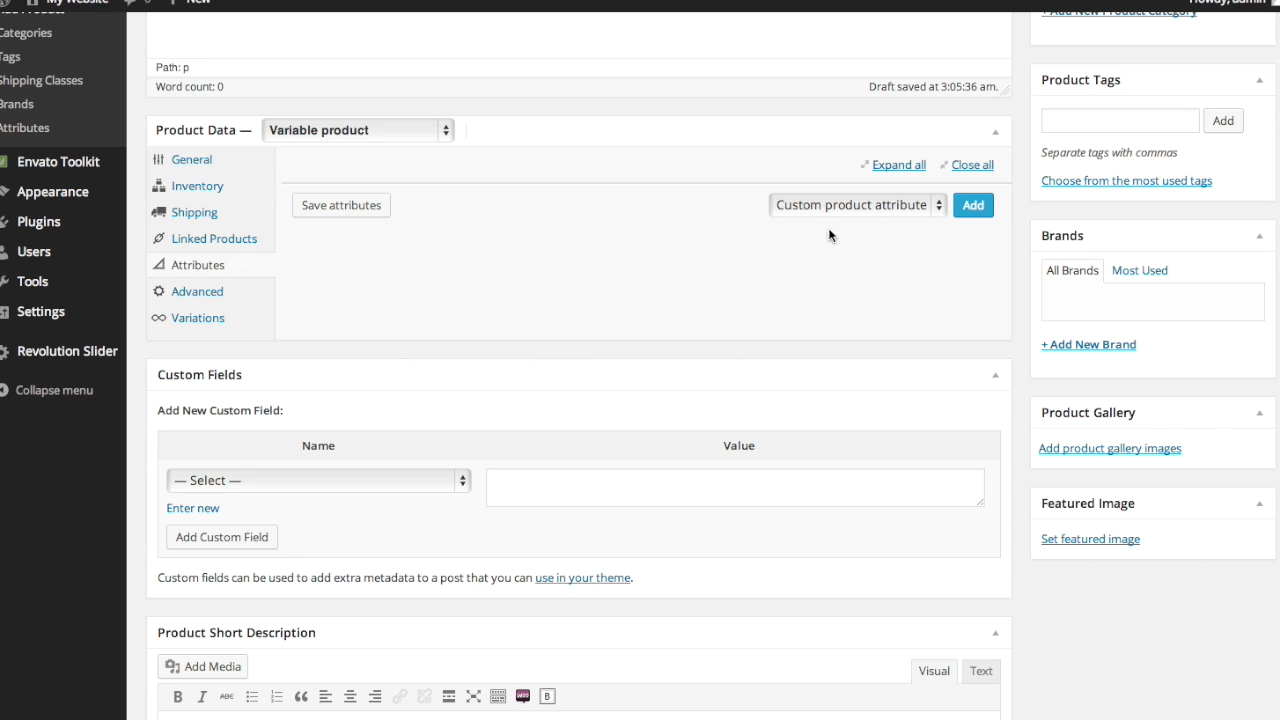 My Website
0
New
Howdy, admin
Categories
Tags
Shipping Classes
Brands
Attributes
Envato Toolkit
Appearance
Plugins
Users
Tools
Settings
Revolution Slider
Collapse menu
Path: p
Word count: 0
Draft saved at 3:05:36 am.
Product Data — Variable product
General
Inventory
Shipping
Linked Products
Attributes
Advanced
Variations
Expand all Close all
Save attributes
Custom product attribute Add
Custom Fields
Add New Custom Field:
Name Value
— Select —
Enter new
Add Custom Field
Custom fields can be used to add extra metadata to a post that you can use in your theme.
Product Short Description
Add Media
Visual Text
B I ABC
B
+ Add New Product Category
Product Tags
Add
Separate tags with commas
Choose from the most used tags
Brands
All Brands Most Used
+ Add New Brand
Product Gallery
Add product gallery images
Featured Image
Set featured image